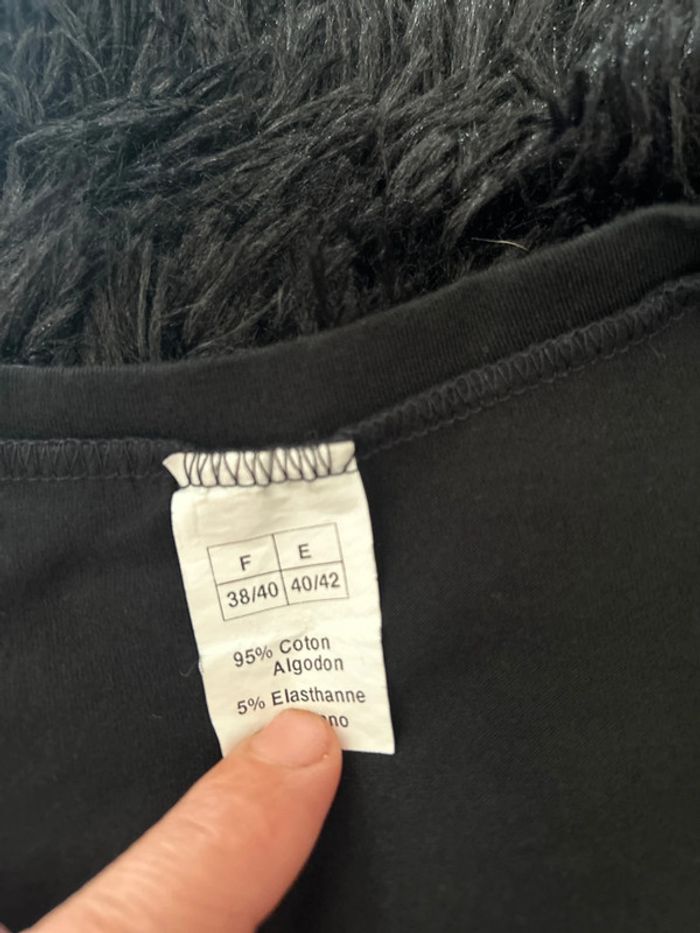 F E
38/40 40/42
95% Coton
Algodon
5% Elasthanne